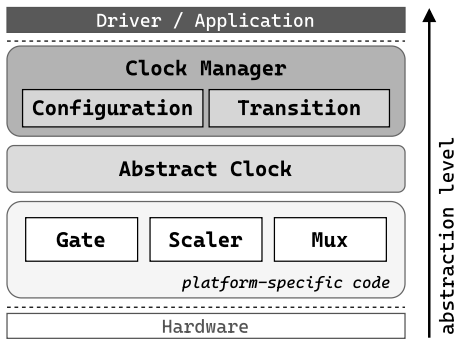 Driver / Application
Clock Manager
Configuration
Transition
Abstract Clock
Gate
Scaler
Mux
platform-specific code
Hardware
abstraction level